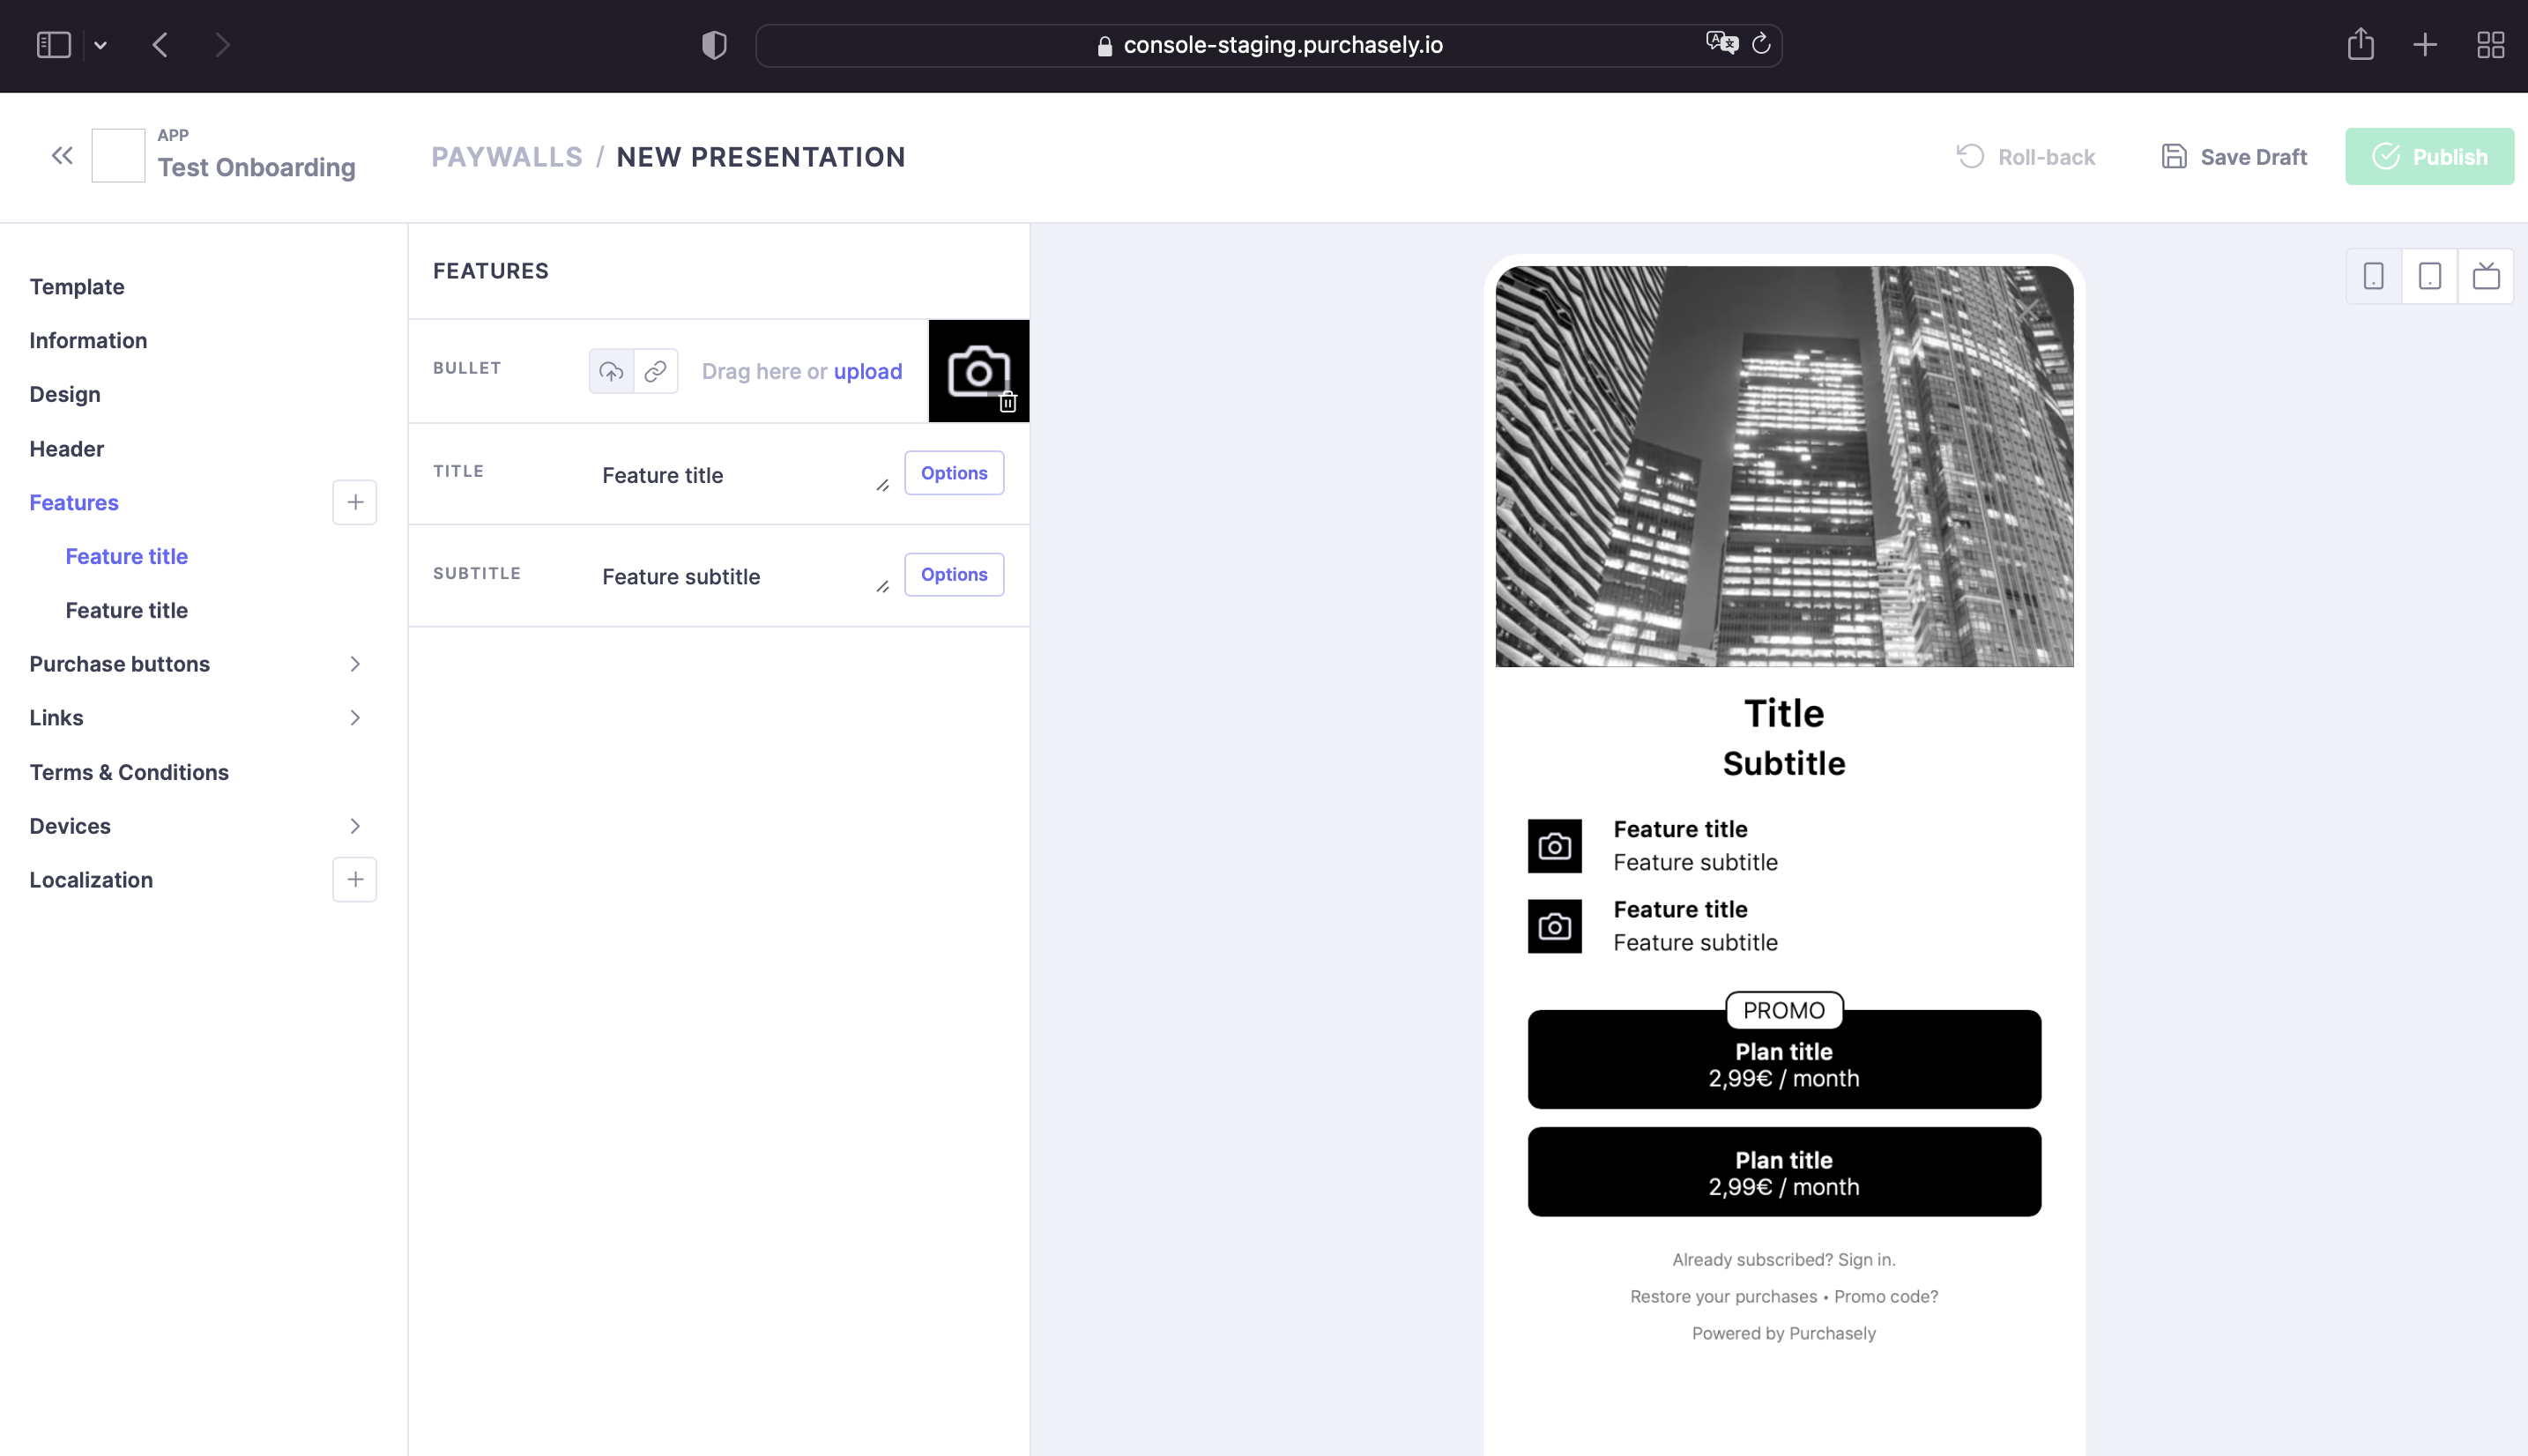 console-staging.purchasely.io
APP
Test Onboarding
PAYWALLS / NEW PRESENTATION
Roll-back
Save Draft
Publish
Template
Information
Design
Header
Features
Feature title
Feature title
Purchase buttons
Links
Terms & Conditions
Devices
Localization
FEATURES
BULLET
Drag here or upload
TITLE
Feature title
Options
SUBTITLE
Feature subtitle
Options
Title
Subtitle
Feature title
Feature subtitle
Feature title
Feature subtitle
PROMO
Plan title
2,99€ / month
Plan title
2,99€ / month
Already subscribed? Sign in.
Restore your purchases • Promo code?
Powered by Purchasely